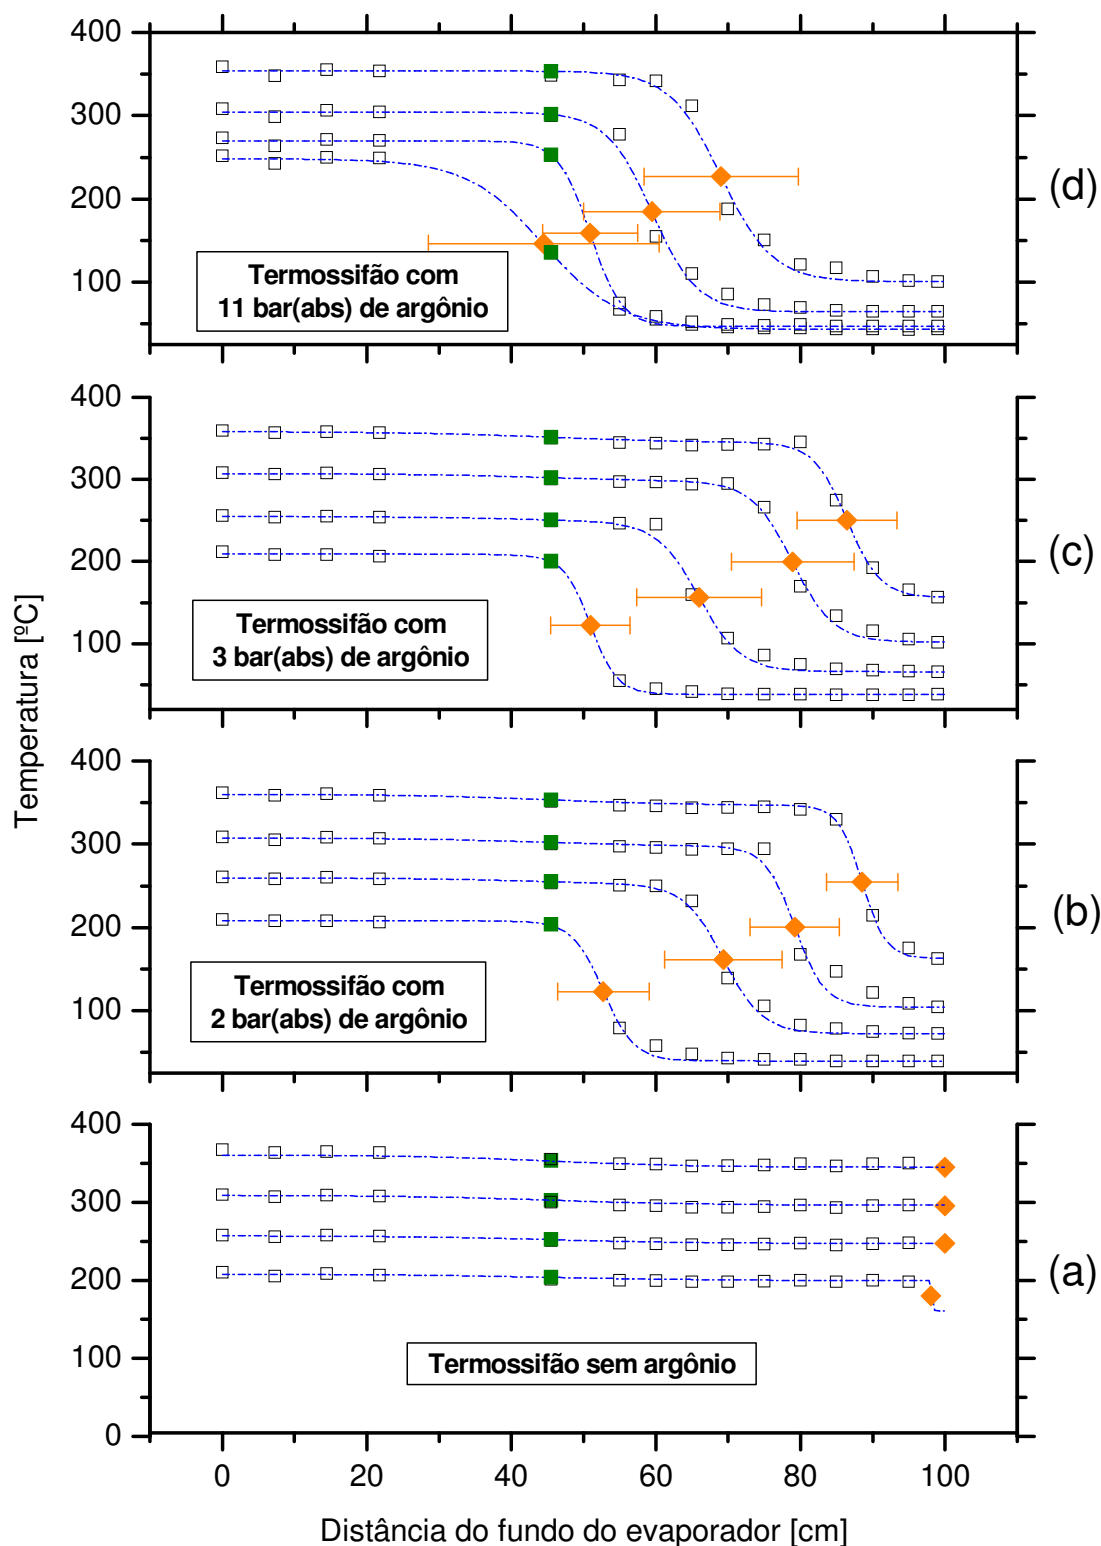 400
300
200
100
Termossifão com
11 bar(abs) de argônio
(d)
400
300
200
100
Termossifão com
3 bar(abs) de argônio
(c)
Temperatura [ºC]
400
300
200
100
Termossifão com
2 bar(abs) de argônio
(b)
400
300
200
100
0
Termossifão sem argônio
(a)
0 20 40 60 80 100
Distância do fundo do evaporador [cm]